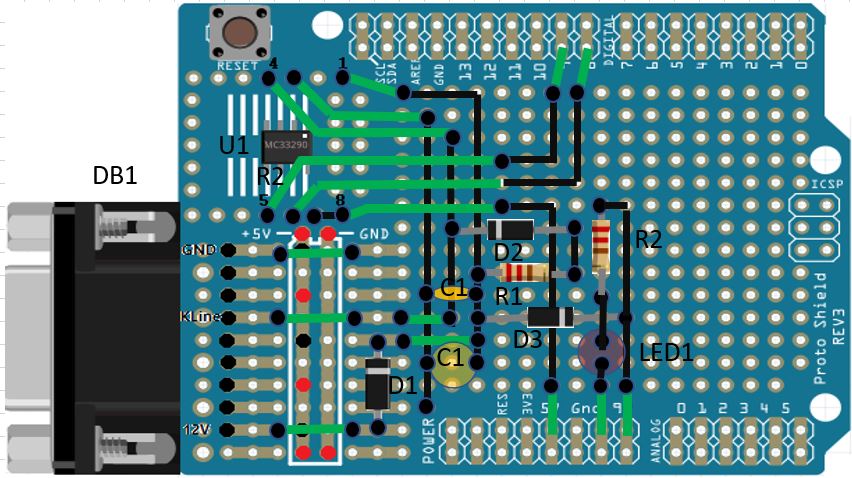 RESET
SCL
SDA
AREF
GND
13
12
11
10
9
8
DIGITAL
7
6
5
4
3
2
1
0
4
1
U1
MC33290
R2
DB1
5
8
+5V
GND
ICSP
GND
D2
R2
R1
C1
KLine
D3
LED1
C1
D1
Proto Shield
REV3
12V
POWER
RES
3V3
5
Gnd
9
ANALOG
0 1 2 3 4 5